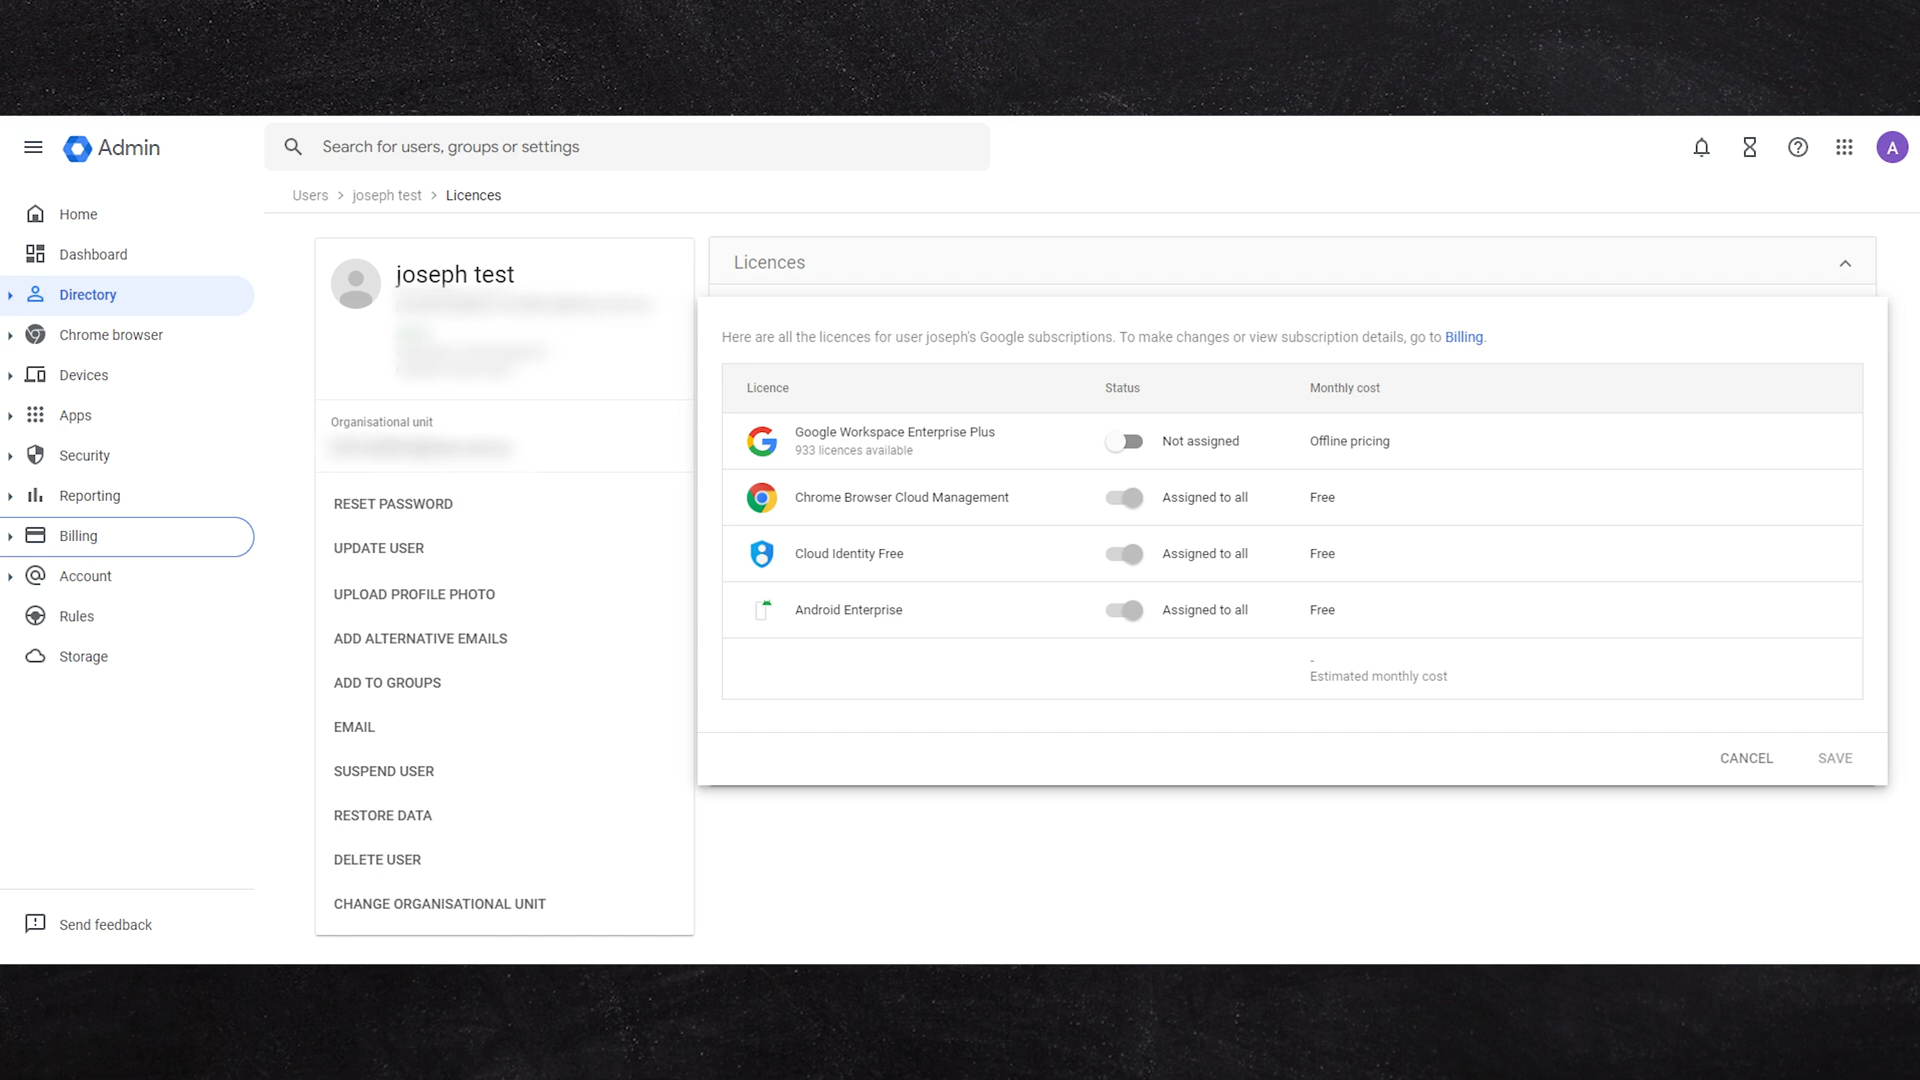 Admin
Search for users, groups or settings
A
Users > joseph test > Licences
Home
Dashboard
Directory
Chrome browser
Devices
Apps
Security
Reporting
Billing
Account
Rules
Storage
Send feedback
joseph test
Organisational unit
RESET PASSWORD
UPDATE USER
UPLOAD PROFILE PHOTO
ADD ALTERNATIVE EMAILS
ADD TO GROUPS
EMAIL
SUSPEND USER
RESTORE DATA
DELETE USER
CHANGE ORGANISATIONAL UNIT
Licences
Here are all the licences for user joseph's Google subscriptions. To make changes or view subscription details, go to Billing.
Licence Status Monthly cost
Google Workspace Enterprise Plus
933 licences available
Not assigned Offline pricing
Chrome Browser Cloud Management Assigned to all Free
Cloud Identity Free Assigned to all Free
Android Enterprise Assigned to all Free
-
Estimated monthly cost
CANCEL SAVE